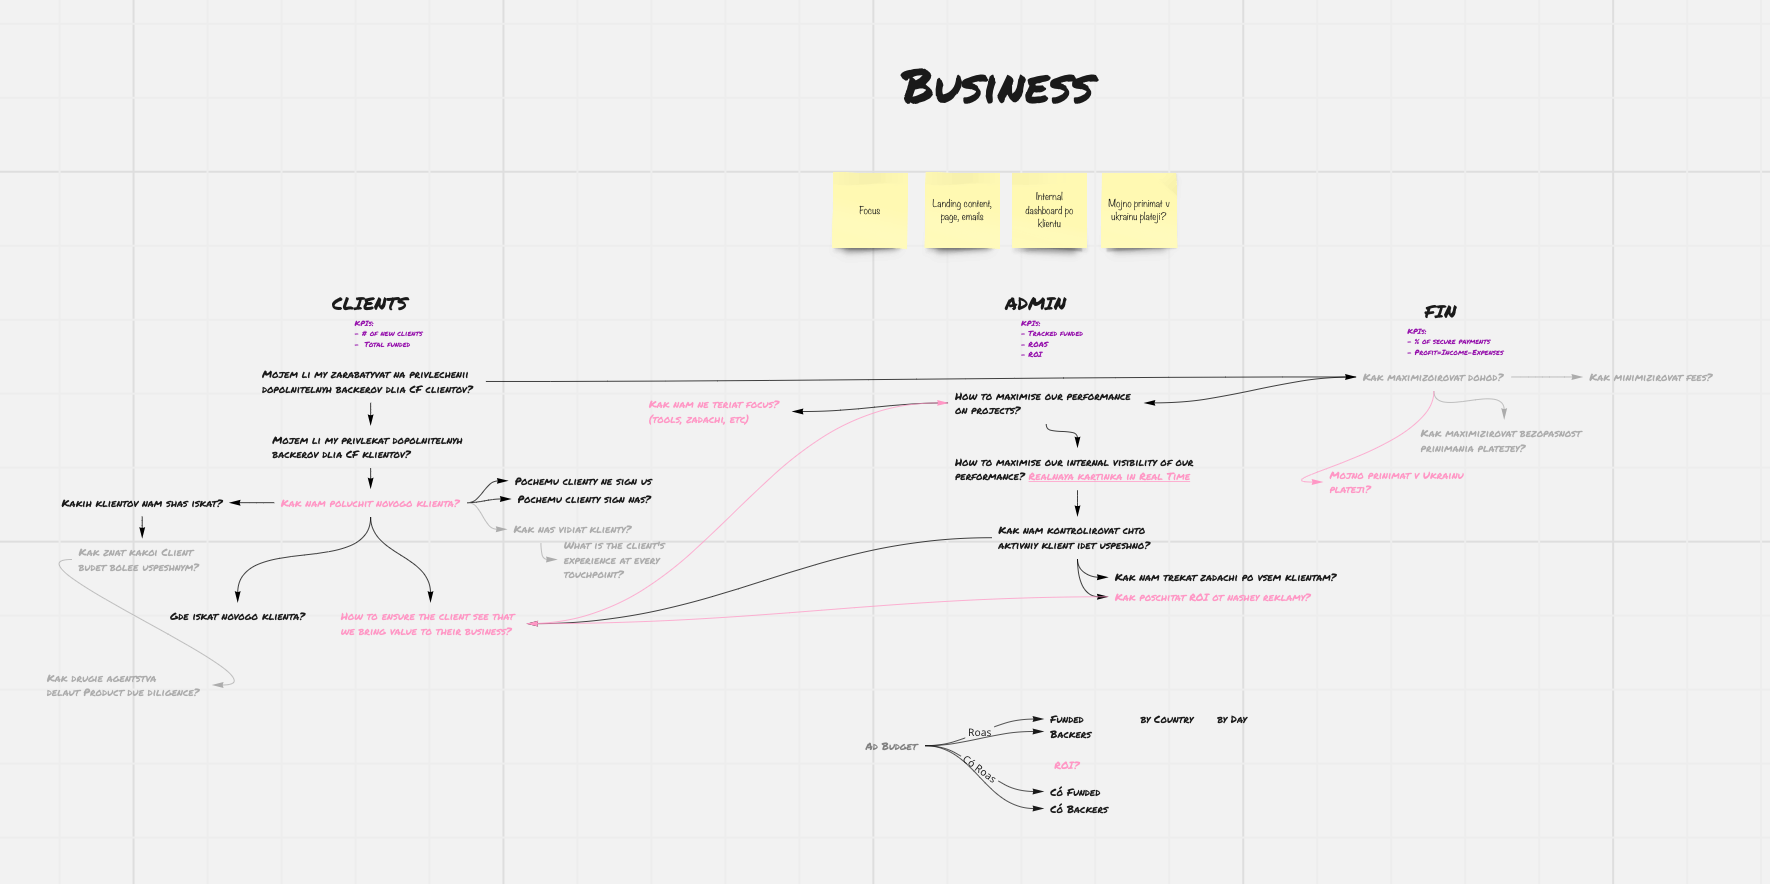 Business
Focus
Landing content,
page, emails
Internal
dashboard po
klientu
Mojno prinimat v
ukrainu plateji?
Clients
KPIs:
- # of new clients
- Total funded
Mojem li my zarabatyvat na privlechenii
dopolnitelnyh backerov dlia CF clientov?
Mojem li my privlekat dopolnitelnyh
backerov dlia CF klientov?
Kakih klientov nam shas iskat?
Kak nam poluchit novogo klienta?
Pochemu clienty ne sign us
Pochemu clienty sign nas?
Kak nas vidiat klienty?
What is the client's
experience at every
touchpoint?
Kak znat kakoi Client
budet bolee uspeshnym?
Gde iskat novogo klienta?
How to ensure the client see that
we bring value to their business?
Kak drugie agentstva
delaut Product due diligence?
Admin
KPIs:
- Tracked funded
- ROAS
- ROI
Kak nam ne teriat focus?
(tools, zadachi, etc)
How to maximise our performance
on projects?
How to maximise our internal visibility of our
performance? Realnaya kartinka in Real Time
Kak nam kontrolirovat chto
aktivniy klient idet uspeshno?
Kak nam trekat zadachi po vsem klientam?
Kak poschitat ROI ot nashey reklamy?
Fin
KPIs:
- % of secure payments
- Profit=Income-Expenses
Kak maximizoirovat dohod?
Kak minimizirovat fees?
Kak maximizirovat bezopasnost
prinimania platejey?
Mojno prinimat v Ukrainu
plateji?
Ad Budget
Roas
Funded
by Country
by Day
Backers
ROI?
Có Roas
Có Funded
Có Backers